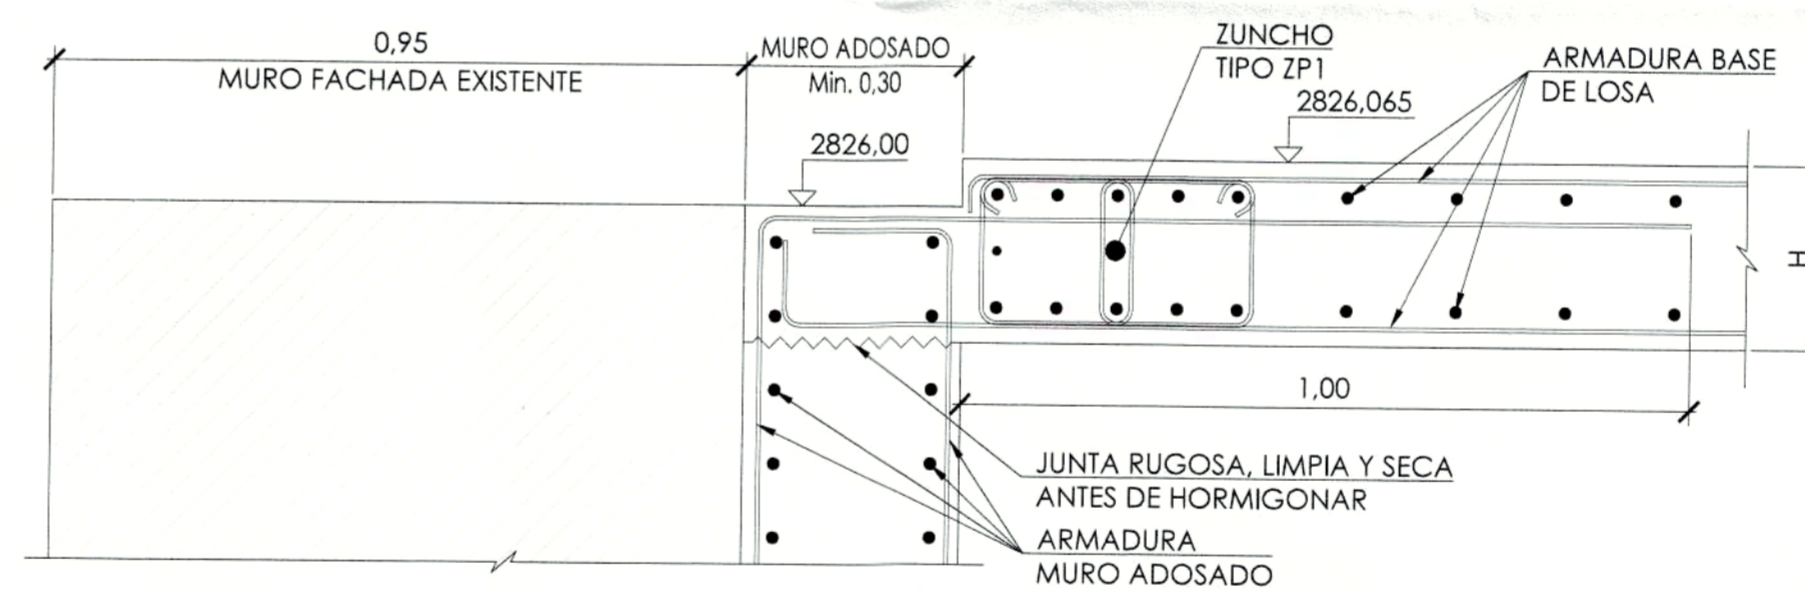 0,95
MURO FACHADA EXISTENTE
MURO ADOSADO
Min. 0,30
2826,00
ZUNCHO
TIPO ZP1
2826,065
ARMADURA BASE
DE LOSA
H
1,00
JUNTA RUGOSA, LIMPIA Y SECA
ANTES DE HORMIGONAR
ARMADURA
MURO ADOSADO